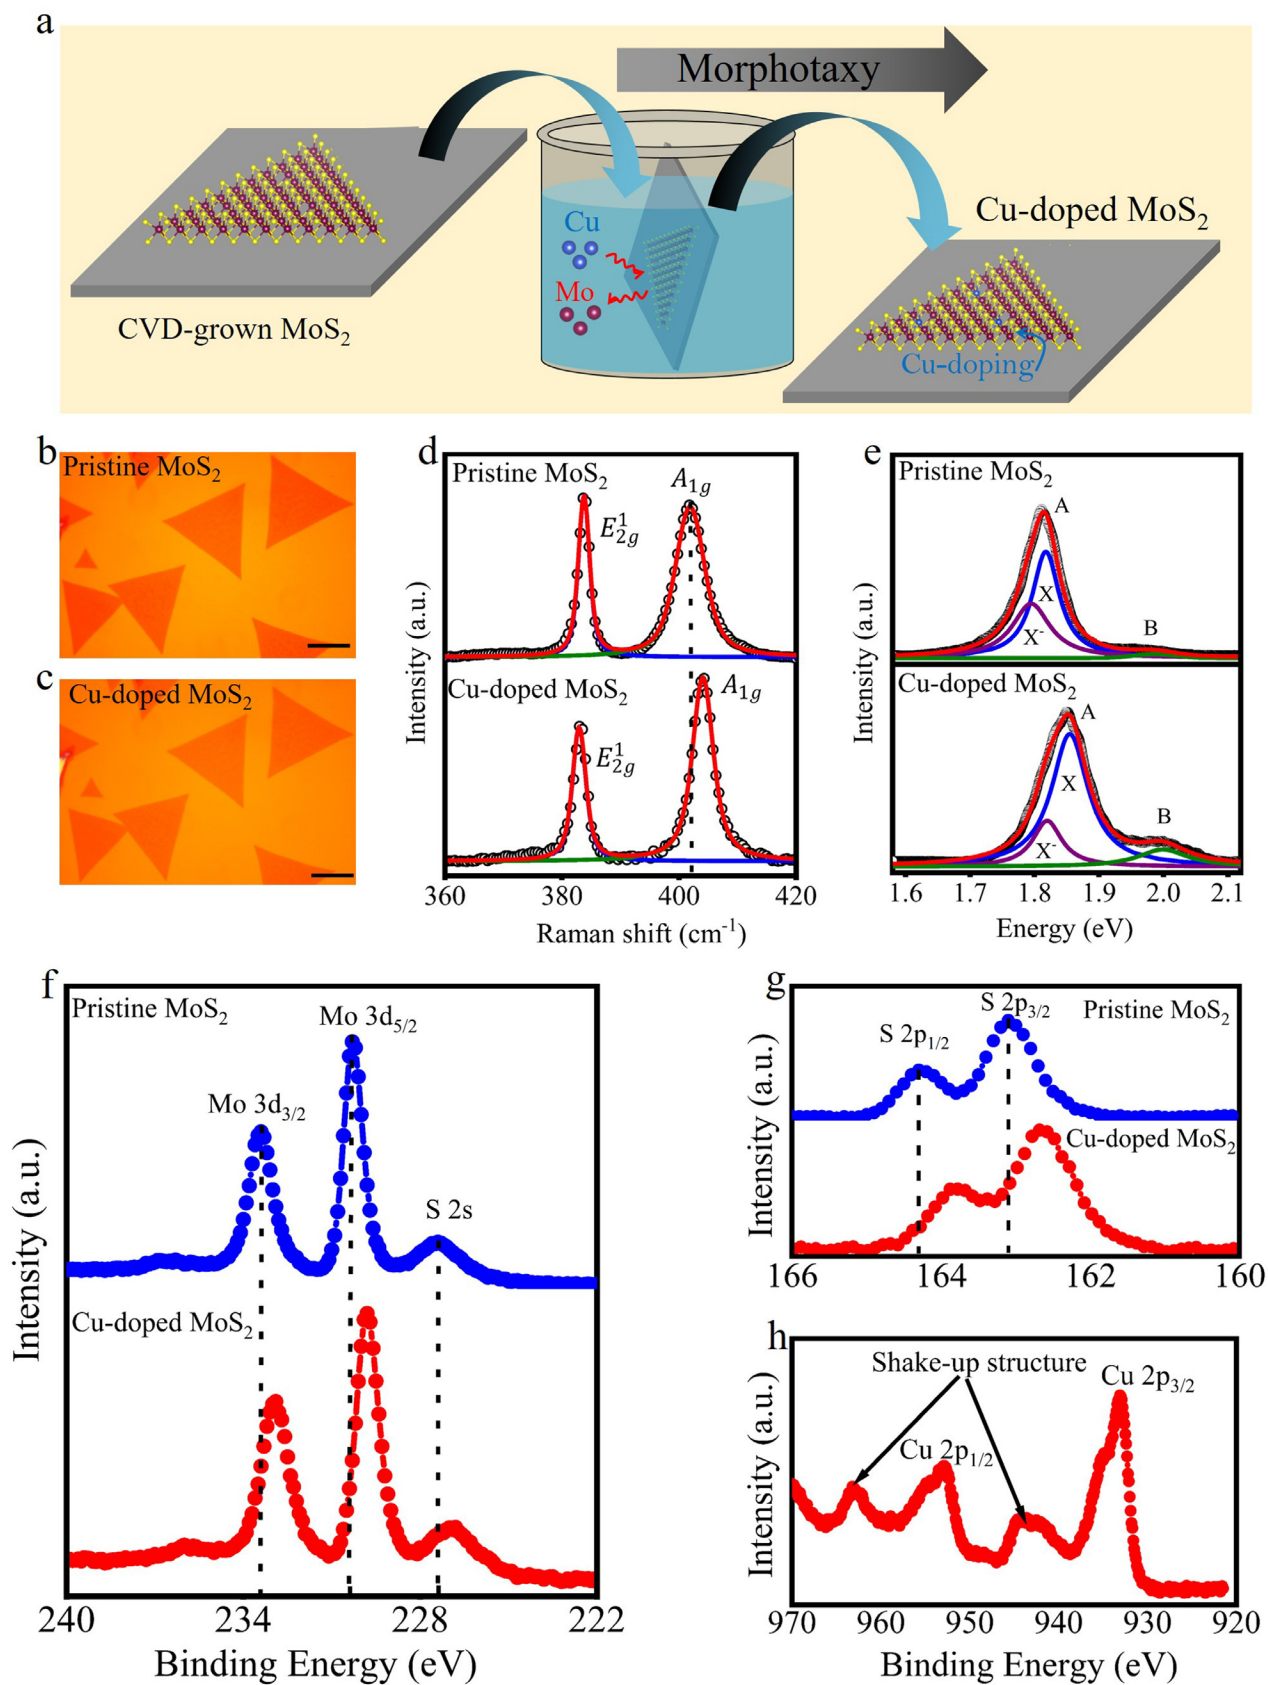 a
Morphotaxy
Cu-doped MoS2
Cu
Mo
CVD-grown MoS2
Cu-doping
b
Pristine MoS2
c
Cu-doped MoS2
d
Pristine MoS2
A1g
E12g
Cu-doped MoS2
A1g
E12g
Intensity (a.u.)
360 380 400 420
Raman shift (cm-1)
e
Pristine MoS2
A
X
X-
B
Cu-doped MoS2
A
X
X-
B
Intensity (a.u.)
1.6 1.7 1.8 1.9 2.0 2.1
Energy (eV)
f
Pristine MoS2
Mo 3d5/2
Mo 3d3/2
S 2s
Cu-doped MoS2
Intensity (a.u.)
240 234 228 222
Binding Energy (eV)
g
S 2p3/2
Pristine MoS2
S 2p1/2
Cu-doped MoS2
Intensity (a.u.)
166 164 162 160
h
Shake-up structure
Cu 2p3/2
Cu 2p1/2
Intensity (a.u.)
970 960 950 940 930 920
Binding Energy (eV)